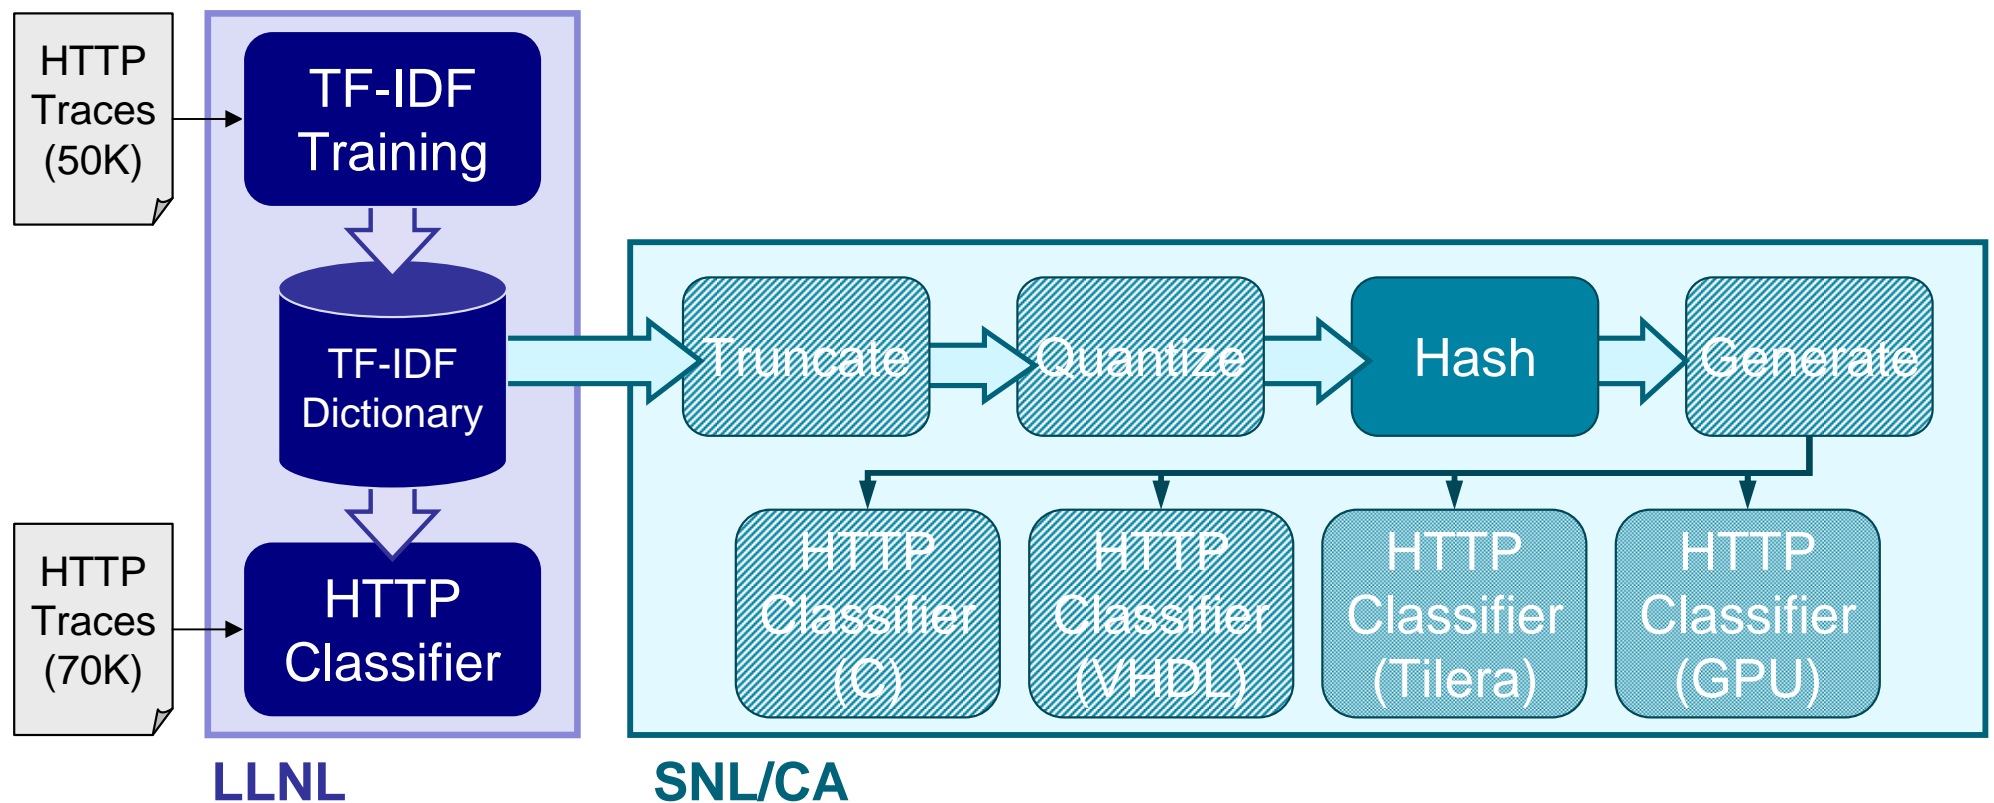 HTTP
Traces
(50K)
TF-IDF
Training
TF-IDF
Dictionary
HTTP
Traces
(70K)
HTTP
Classifier
LLNL
Truncate
Quantize
Hash
Generate
HTTP
Classifier
(C)
HTTP
Classifier
(VHDL)
HTTP
Classifier
(Tilera)
HTTP
Classifier
(GPU)
SNL/CA